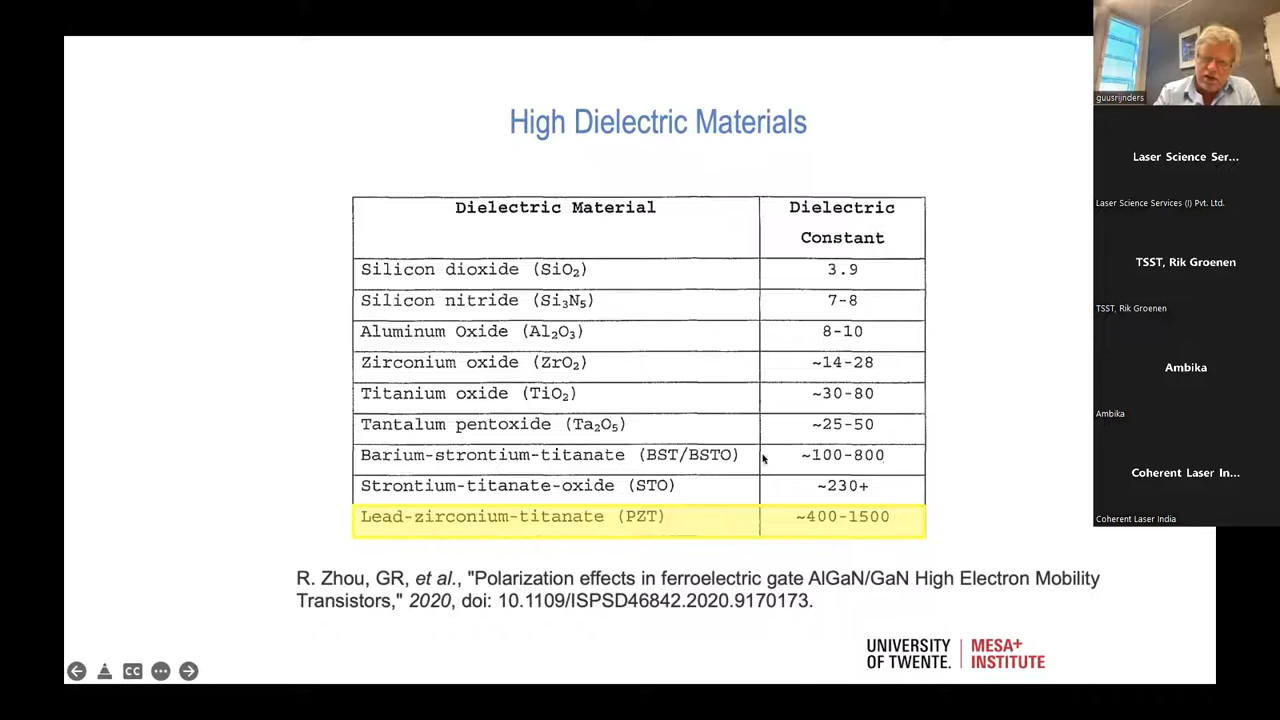 High Dielectric Materials
Dielectric Material
Dielectric
Constant
Silicon dioxide (SiO₂)
3.9
Silicon nitride (Si₃N₅)
7-8
Aluminum Oxide (Al₂O₃)
8-10
Zirconium oxide (ZrO₂)
~14-28
Titanium oxide (TiO₂)
~30-80
Tantalum pentoxide (Ta₂O₅)
~25-50
Barium-strontium-titanate (BST/BSTO)
~100-800
Strontium-titanate-oxide (STO)
~230+
Lead-zirconium-titanate (PZT)
~400-1500
R. Zhou, GR, et al., "Polarization effects in ferroelectric gate AlGaN/GaN High Electron Mobility
Transistors," 2020, doi: 10.1109/ISPSD46842.2020.9170173.
UNIVERSITY
OF TWENTE.
MESA+
INSTITUTE
CC
guusrijnders
Laser Science Ser...
Laser Science Services (I) Pvt. Ltd.
TSST, Rik Groenen
TSST, Rik Groenen
Ambika
Ambika
Coherent Laser In...
Coherent Laser India